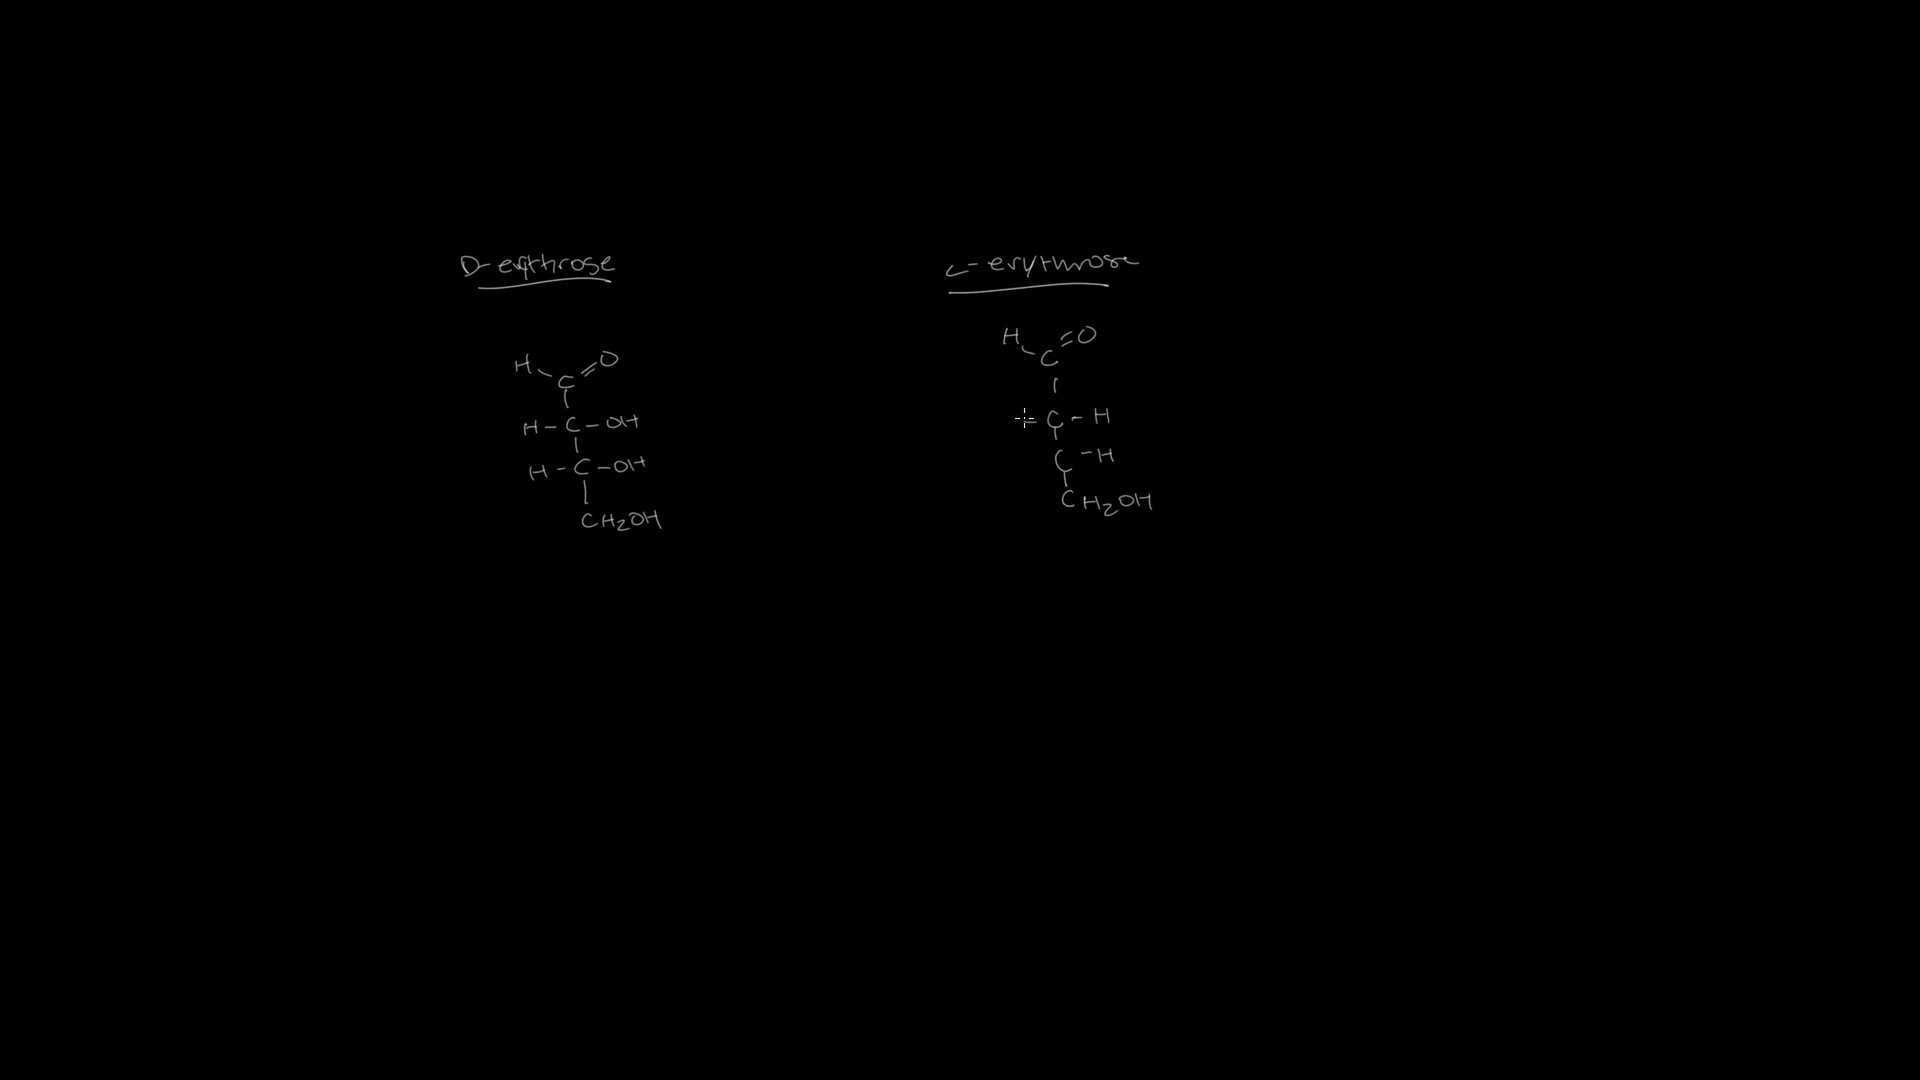 D-erythrose
L-erythrose
H C=O
H-C-OH
H-C-OH
CH2OH
H C=O
C-H
C-H
CH2OH